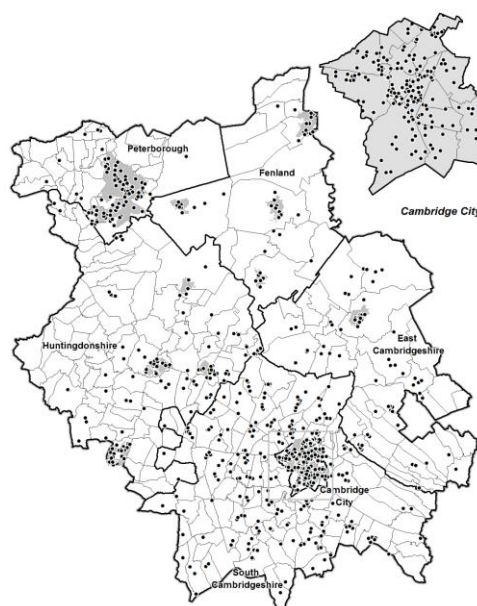 Peterborough
Fenland
Cambridge City
Huntingdonshire
East
Cambridgeshire
Cambridge
City
South
Cambridgeshire